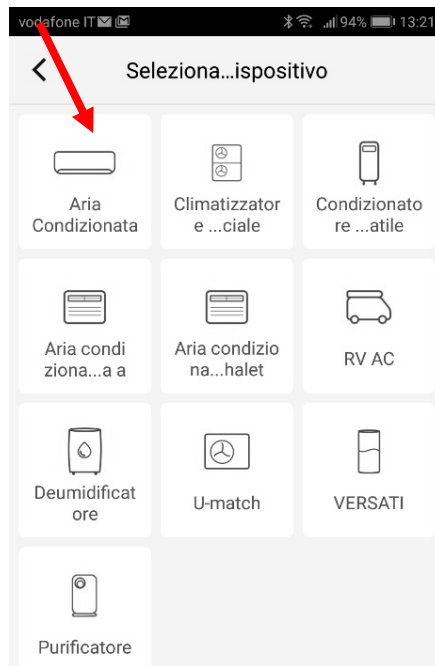 vodafone IT 94% 13:21
Seleziona...ispositivo
Aria
Condizionata
Climatizzator
e ...ciale
Condizionato
re ...atile
Aria condi
ziona...a a
Aria condizio
na...halet
RV AC
Deumidificat
ore
U-match
VERSATI
Purificatore